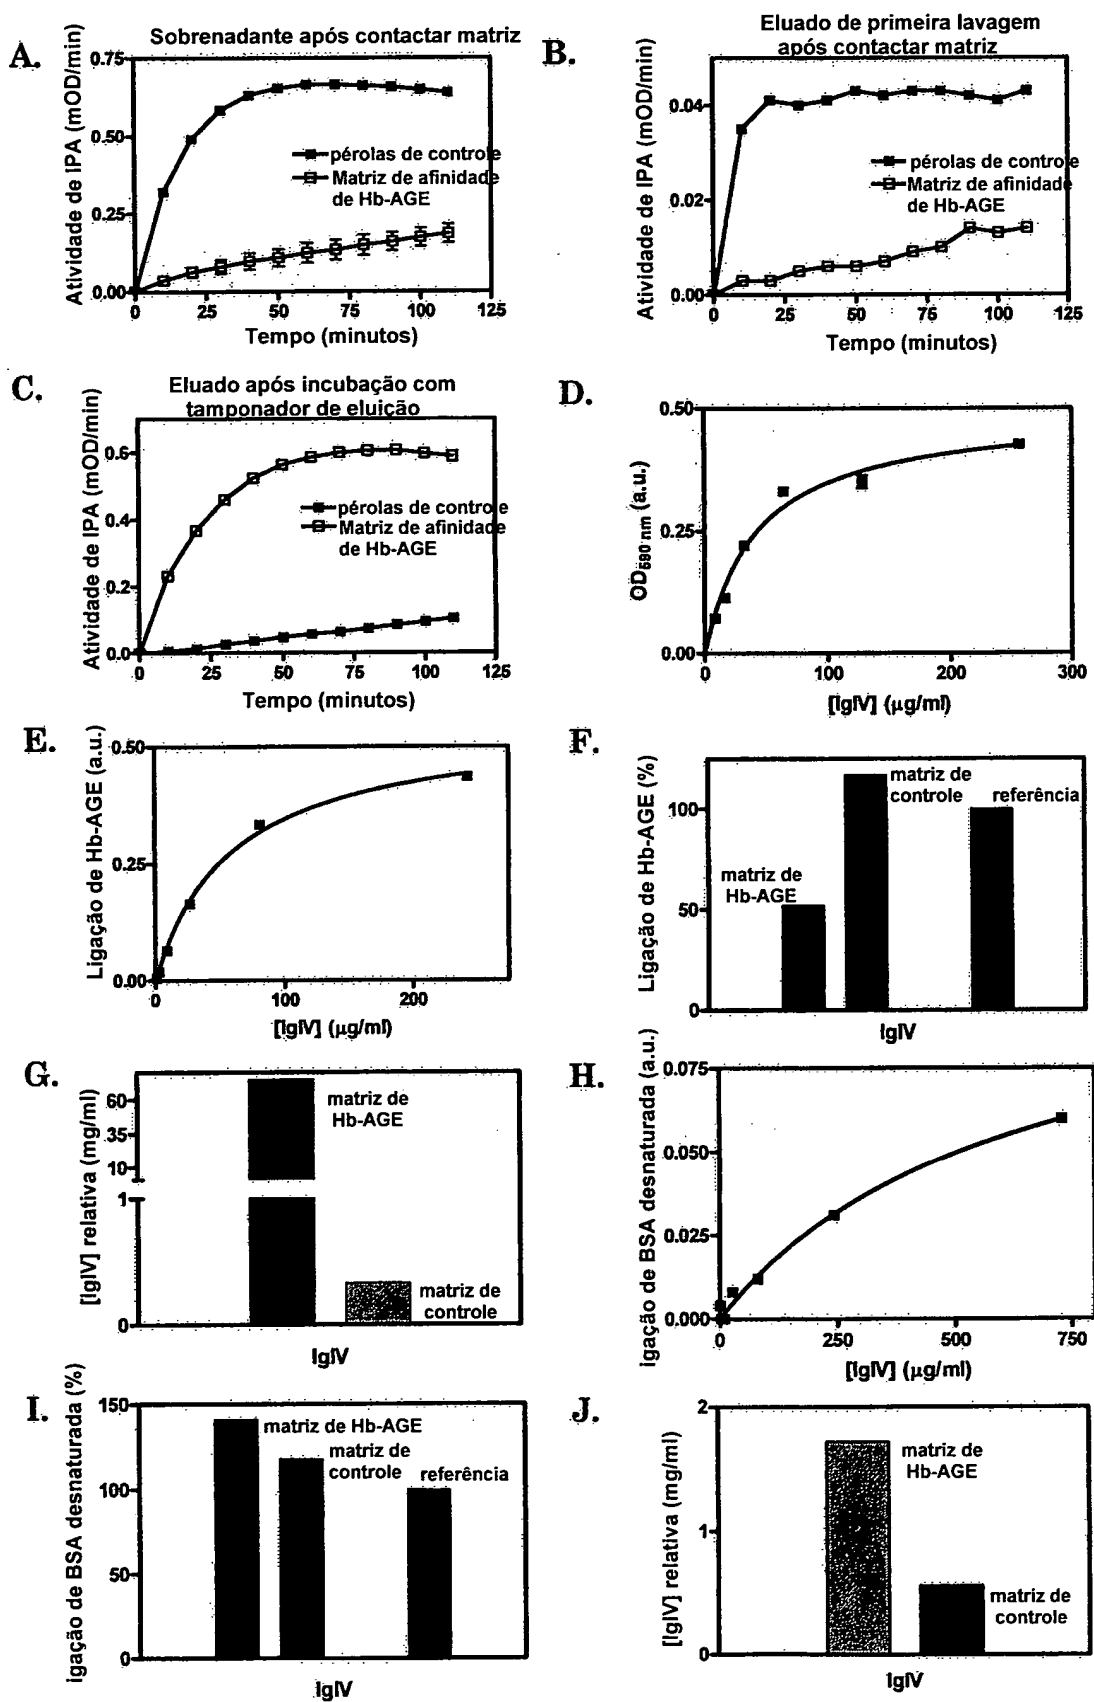 A.
Sobrenadante após contactar matriz
Atividade de IPA (mOD/min)
0.75
0.50
0.25
0.00
pérolas de controle
Matriz de afinidade
de Hb-AGE
0 25 50 75 100 125
Tempo (minutos)
B.
Eluado de primeira lavagem
após contactar matriz
Atividade de IPA (mOD/min)
0.04
0.02
0.00
pérolas de controle
Matriz de afinidade
de Hb-AGE
0 25 50 75 100 125
Tempo (minutos)
C.
Eluado após incubação com
tamponador de eluição
Atividade de IPA (mOD/min)
0.6
0.4
0.2
0.0
pérolas de controle
Matriz de afinidade
de Hb-AGE
0 25 50 75 100 125
Tempo (minutos)
D.
OD590 nm (a.u.)
0.50
0.25
0.00
0 100 200 300
[IgIV] (µg/ml)
E.
Ligação de Hb-AGE (a.u.)
0.50
0.25
0.00
0 100 200
[IgIV] (µg/ml)
F.
Ligação de Hb-AGE (%)
100
50
0
matriz de
Hb-AGE
matriz de
controle
referência
IgIV
G.
[IgIV] relativa (mg/ml)
60
35
10
1
0
matriz de
Hb-AGE
matriz de
controle
IgIV
H.
igação de BSA desnaturada (a.u.)
0.075
0.050
0.025
0.000
0 250 500 750
[IgIV] (µg/ml)
I.
igação de BSA desnaturada (%)
150
100
50
0
matriz de Hb-AGE
matriz de
controle
referência
IgIV
J.
[IgIV] relativa (mg/ml)
2
1
0
matriz de
Hb-AGE
matriz de
controle
IgIV